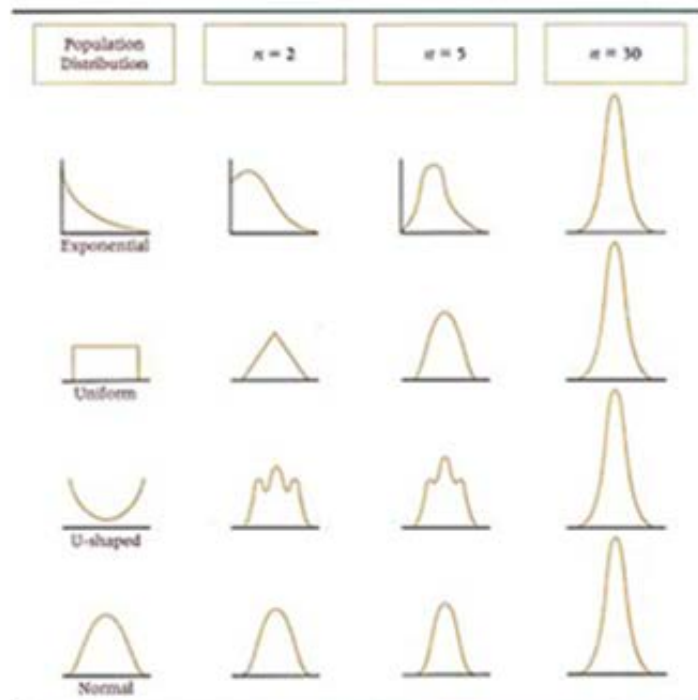 Population
Distribution
n = 2
n = 5
n = 30
Exponential
Uniform
U-shaped
Normal